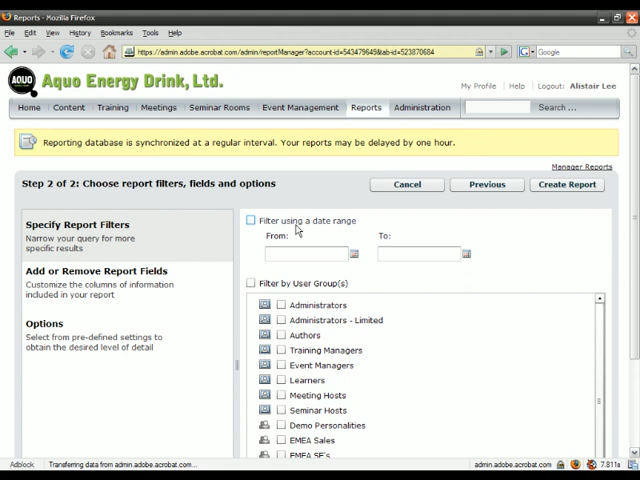 Reports - Mozilla Firefox
File Edit View History Bookmarks Tools Help
https://admin.adobe.acrobat.com/adm/reportManager?account-id=543479649&tab-id=523870684
Google
AQUO
Aquo Energy Drink, Ltd.
My Profile Help Logout: Alistair Lee
Home Content Training Meetings Seminar Rooms Event Management Reports Administration Search ...
Reporting database is synchronized at a regular interval. Your reports may be delayed by one hour.
Manager Reports
Step 2 of 2: Choose report filters, fields and options
Cancel Previous Create Report
Specify Report Filters
Narrow your query for more
specific results
Add or Remove Report Fields
Customize the columns of information
included in your report
Options
Select from pre-defined settings to
obtain the desired level of detail
Filter using a date range
From: To:
Filter by User Group(s)
Administrators
Administrators - Limited
Authors
Training Managers
Event Managers
Learners
Meeting Hosts
Seminar Hosts
Demo Personalities
EMEA Sales
EMEA SE's
Adblock Transferring data from admin.adobe.acrobat.com... admin.adobe.acrobat.com 7.811s